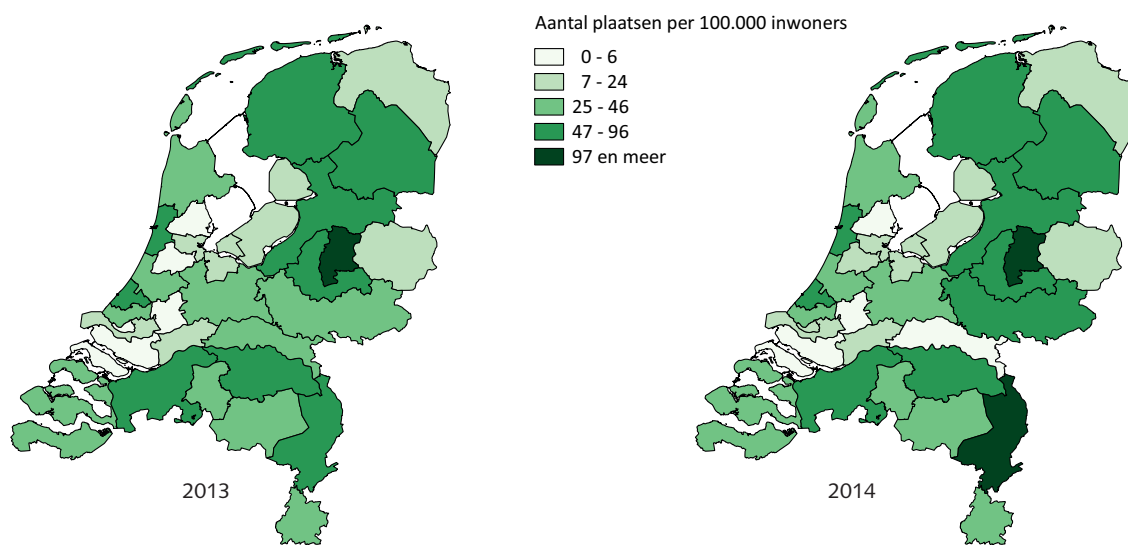 Aantal plaatsen per 100.000 inwoners
0 - 6
7 - 24
25 - 46
47 - 96
97 en meer
2013
2014